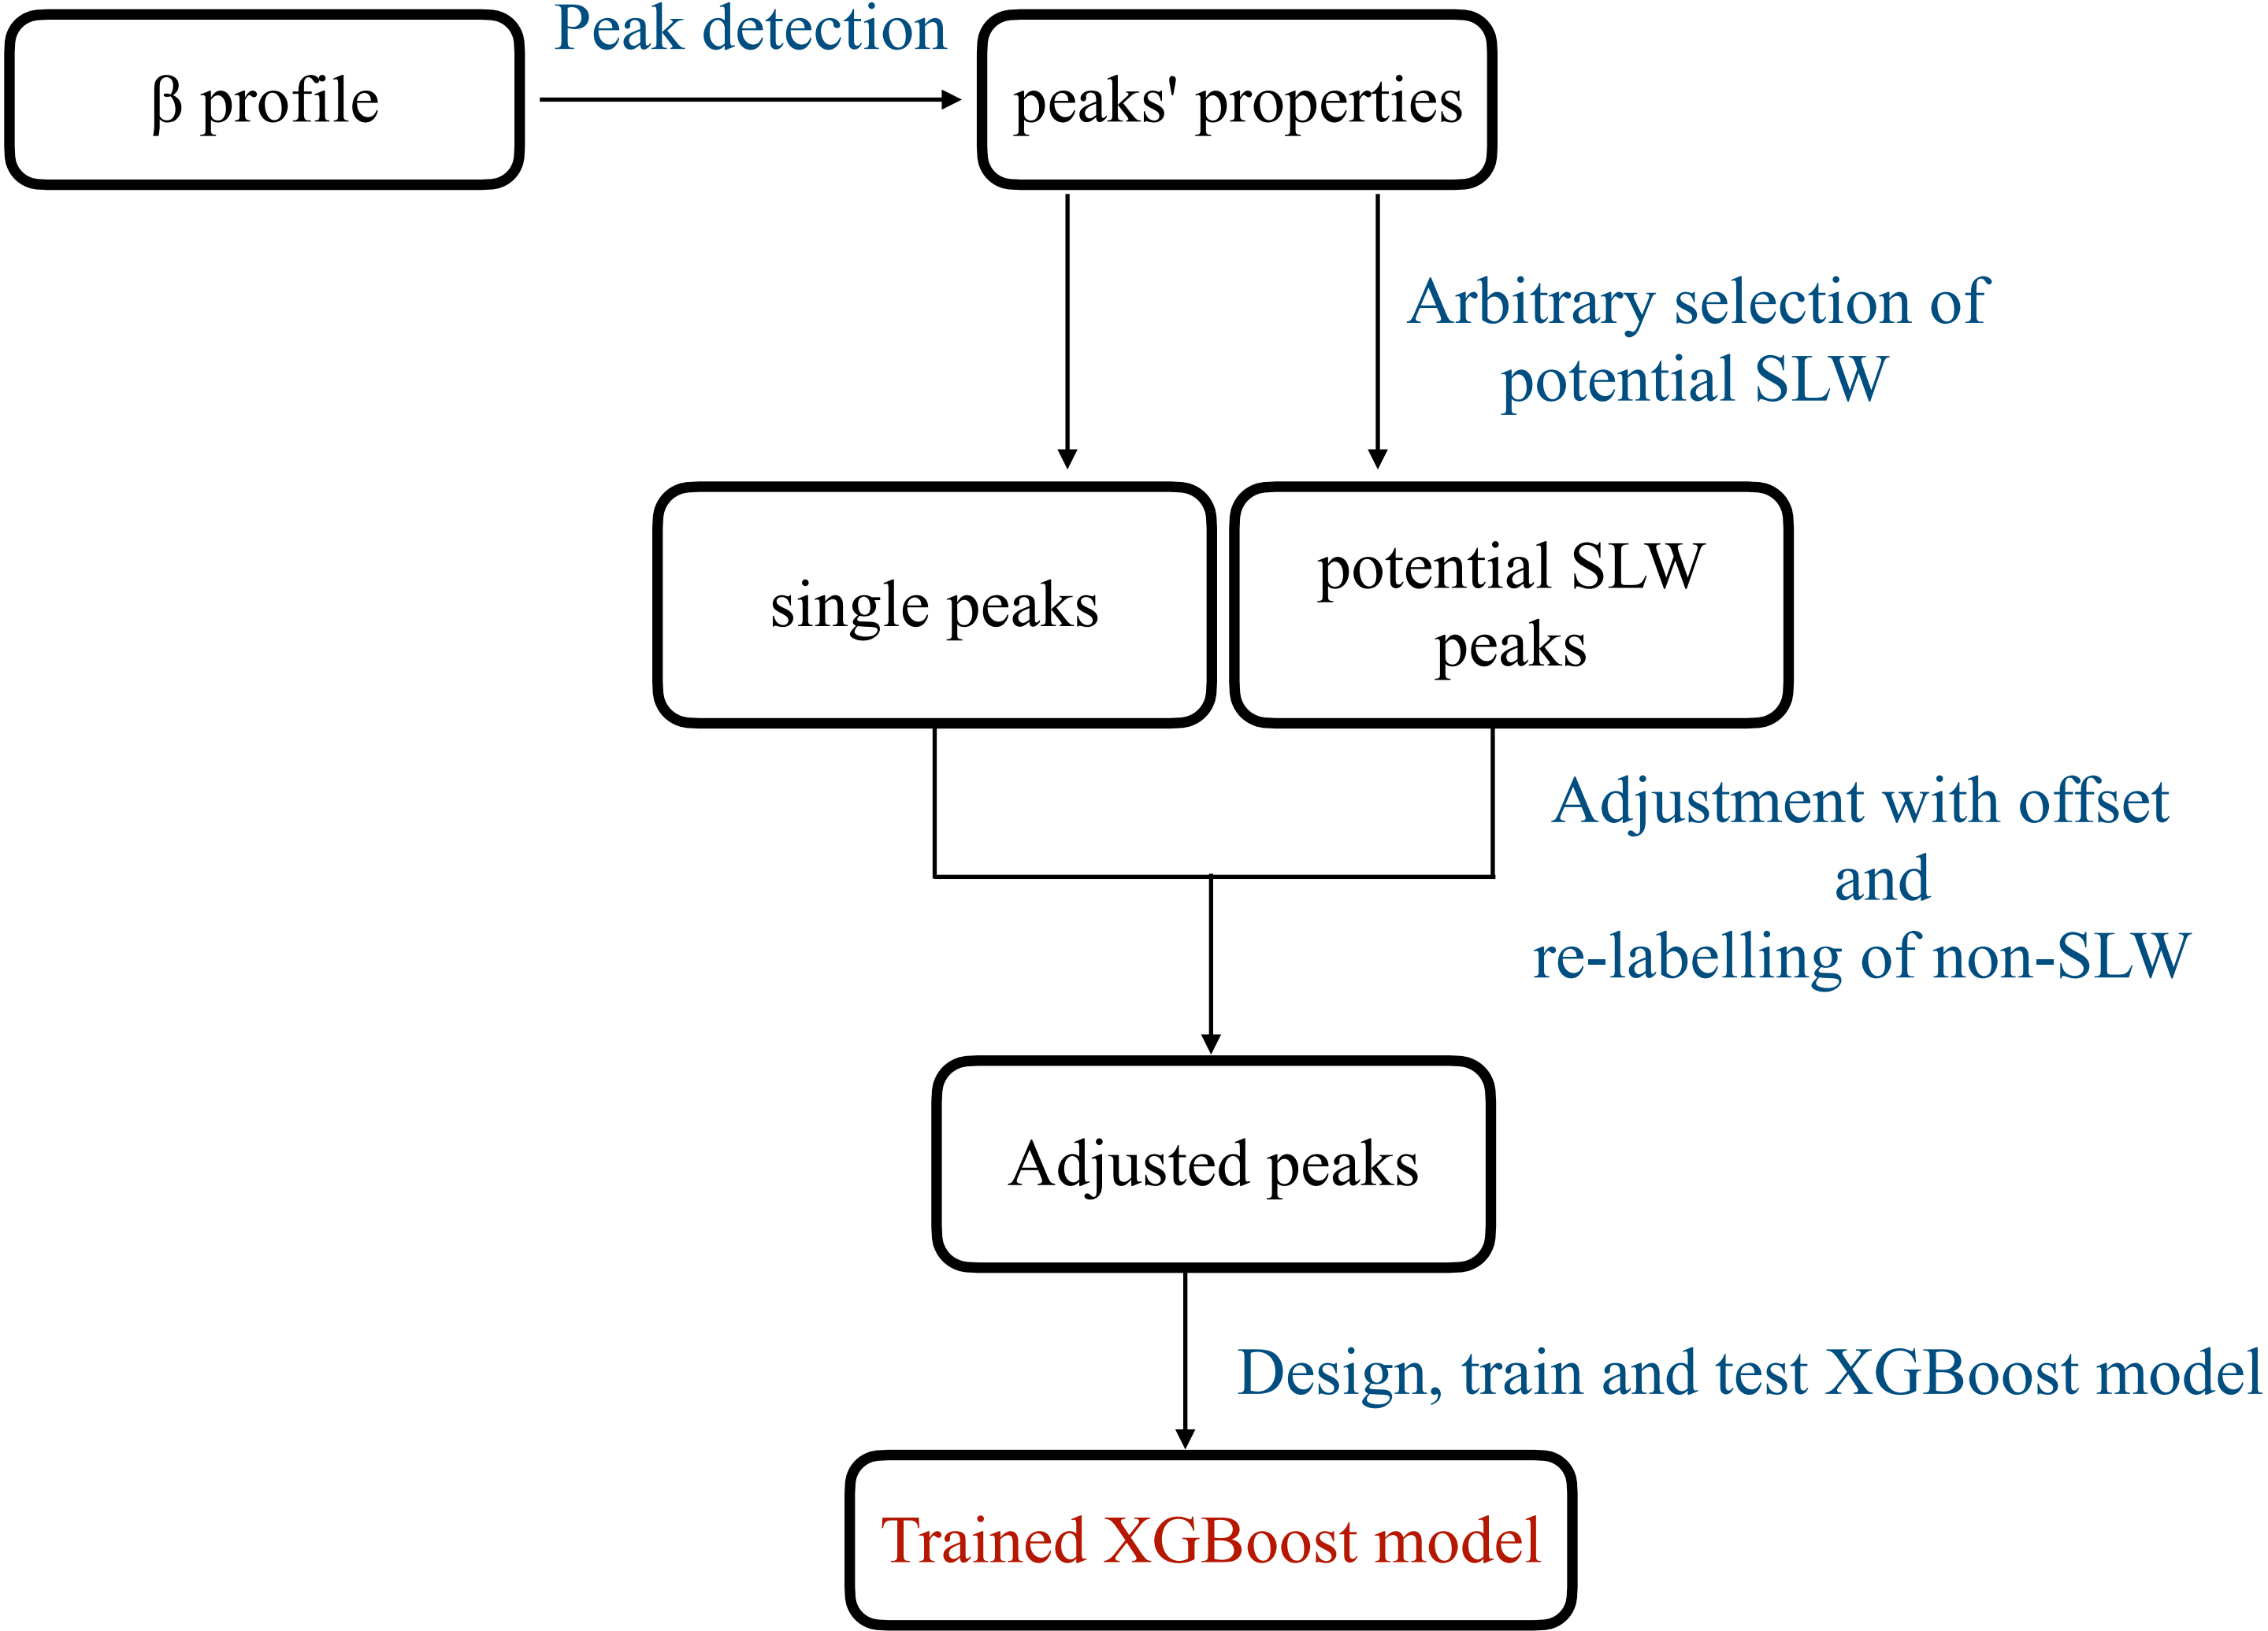 Peak detection
β profile
peaks' properties
Arbitrary selection of
potential SLW
single peaks
potential SLW
peaks
Adjustment with offset
and
re-labelling of non-SLW
Adjusted peaks
Design, train and test XGBoost model
Trained XGBoost model